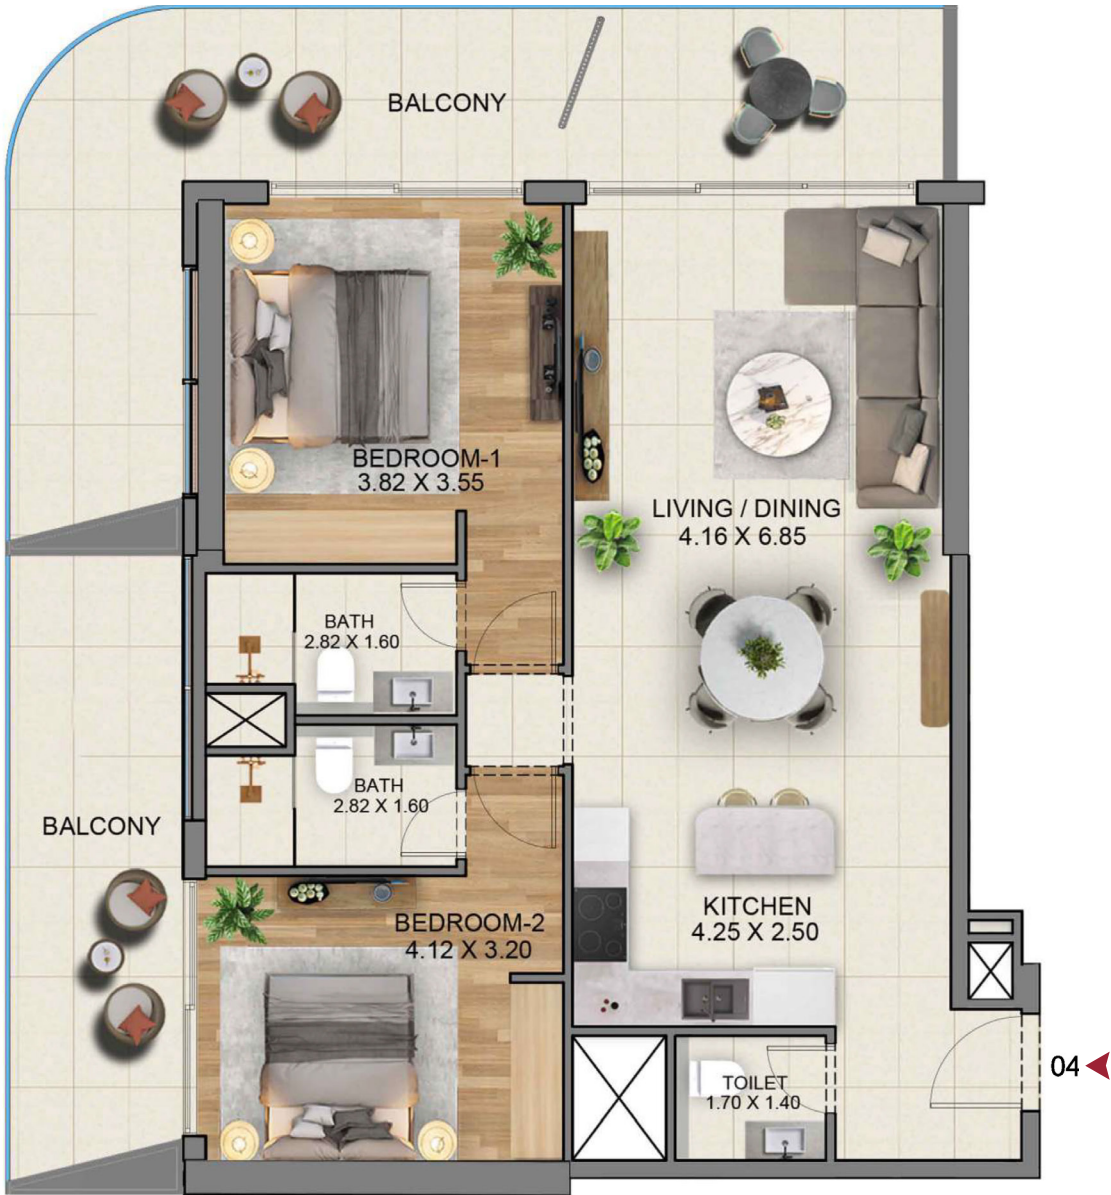 BALCONY
BEDROOM-1
3.82 X 3.55
LIVING / DINING
4.16 X 6.85
BATH
2.82 X 1.60
BATH
2.82 X 1.60
BALCONY
BEDROOM-2
4.12 X 3.20
KITCHEN
4.25 X 2.50
TOILET
1.70 X 1.40
04